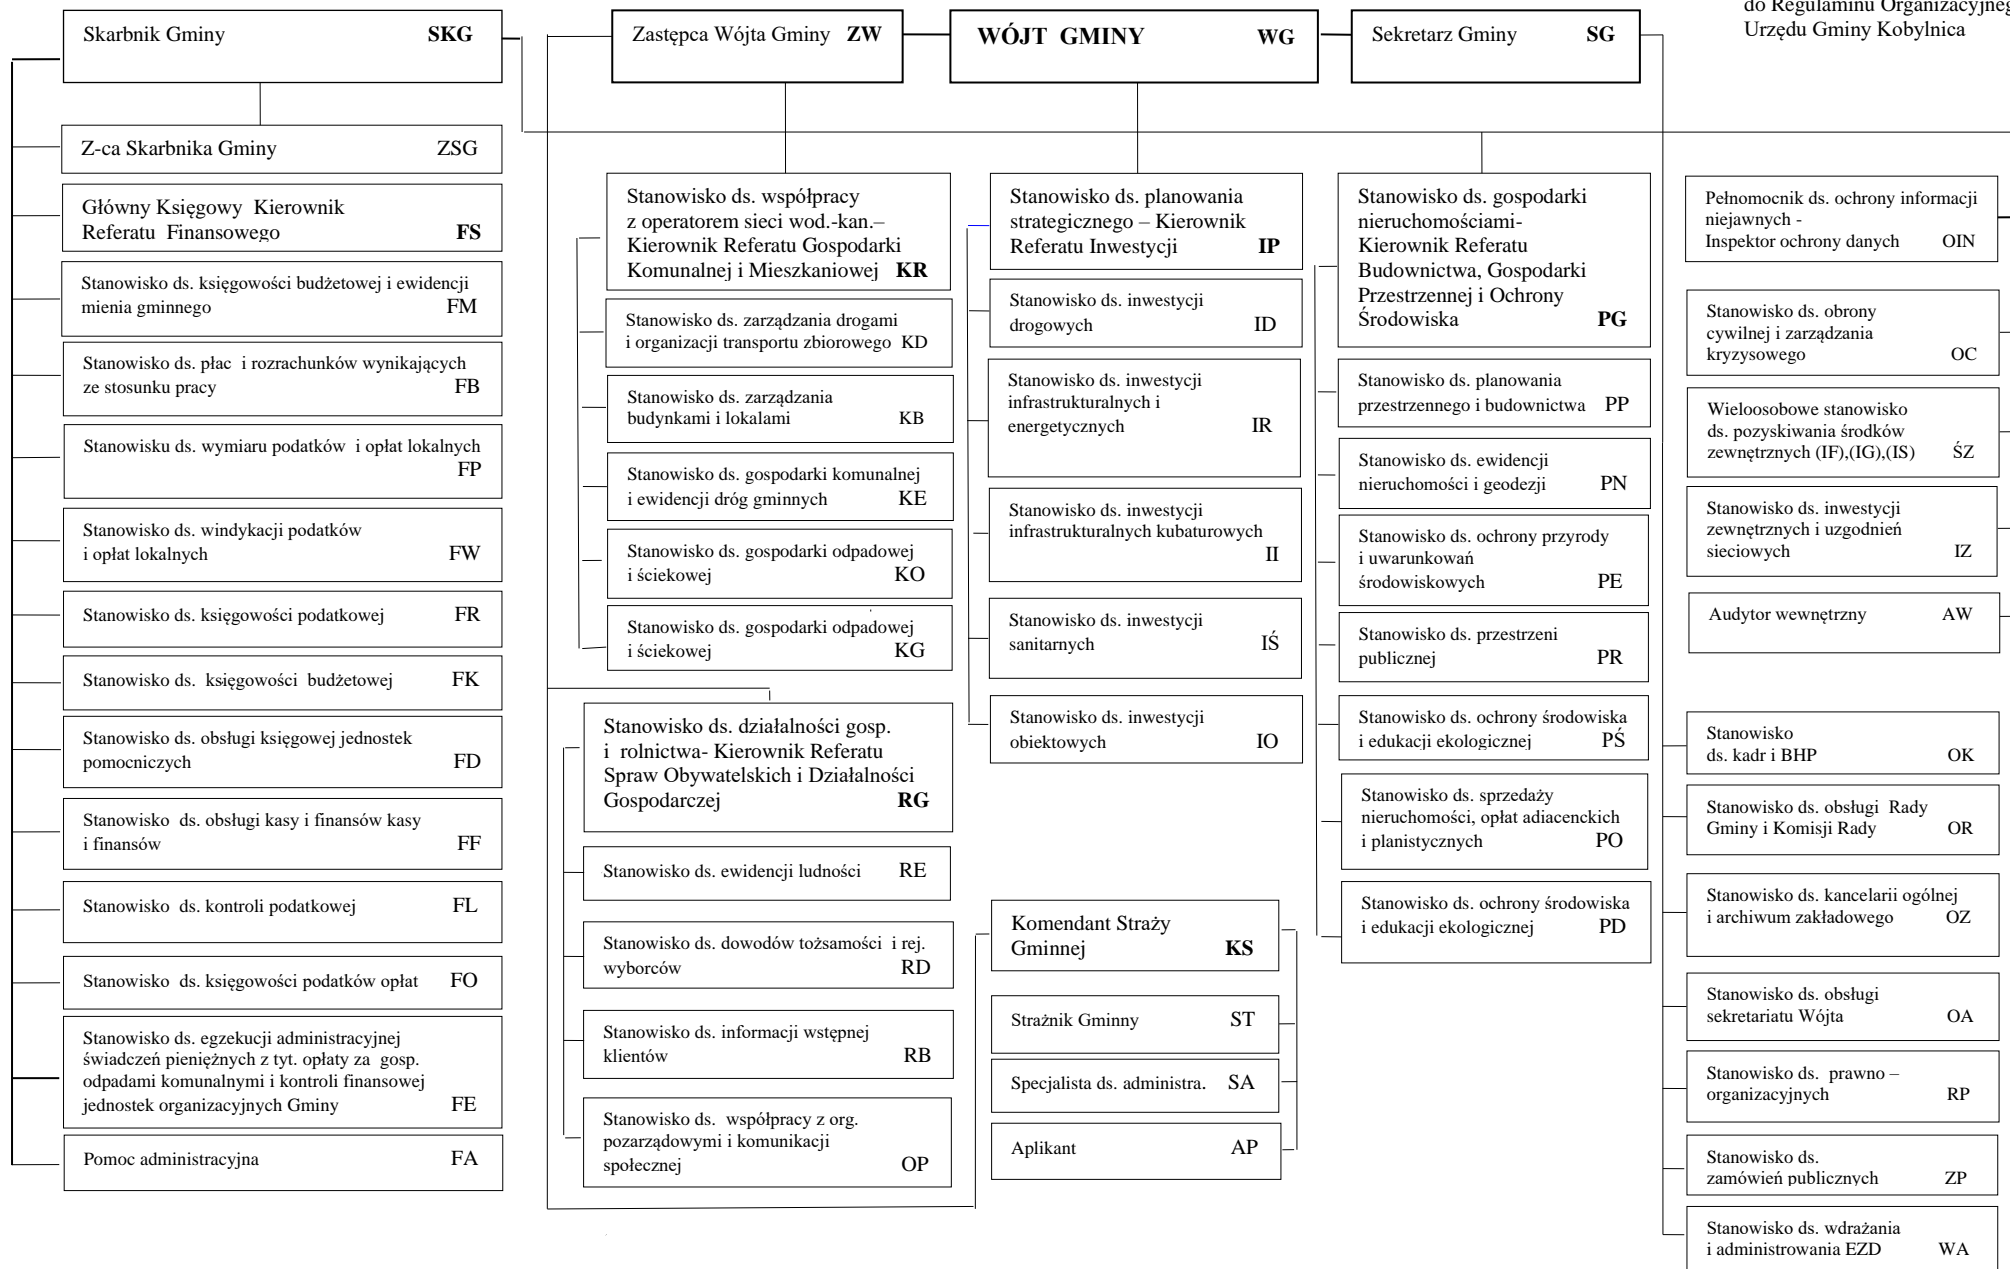 do Regulaminu Organizacyjnego
Urzędu Gminy Kobylnica
Skarbnik Gminy SKG
Zastępca Wójta Gminy ZW
WÓJT GMINY WG
Sekretarz Gminy SG
Z-ca Skarbnika Gminy ZSG
Główny Księgowy Kierownik
Referatu Finansowego FS
Stanowisko ds. księgowości budżetowej i ewidencji
mienia gminnego FM
Stanowisko ds. płac i rozrachunków wynikających
ze stosunku pracy FB
Stanowisku ds. wymiaru podatków i opłat lokalnych
FP
Stanowisko ds. windykacji podatków
i opłat lokalnych FW
Stanowisko ds. księgowości podatkowej FR
Stanowisko ds. księgowości budżetowej FK
Stanowisko ds. obsługi księgowej jednostek
pomocniczych FD
Stanowisko ds. obsługi kasy i finansów kasy
i finansów FF
Stanowisko ds. kontroli podatkowej FL
Stanowisko ds. księgowości podatków opłat FO
Stanowisko ds. egzekucji administracyjnej
świadczeń pieniężnych z tyt. opłaty za gosp.
odpadami komunalnymi i kontroli finansowej
jednostek organizacyjnych Gminy FE
Pomoc administracyjna FA
Stanowisko ds. współpracy
z operatorem sieci wod.-kan.–
Kierownik Referatu Gospodarki
Komunalnej i Mieszkaniowej KR
Stanowisko ds. zarządzania drogami
i organizacji transportu zbiorowego KD
Stanowisko ds. zarządzania
budynkami i lokalami KB
Stanowisko ds. gospodarki komunalnej
i ewidencji dróg gminnych KE
Stanowisko ds. gospodarki odpadowej
i ściekowej KO
Stanowisko ds. gospodarki odpadowej
i ściekowej KG
Stanowisko ds. działalności gosp.
i rolnictwa- Kierownik Referatu
Spraw Obywatelskich i Działalności
Gospodarczej RG
Stanowisko ds. ewidencji ludności RE
Stanowisko ds. dowodów tożsamości i rej.
wyborców RD
Stanowisko ds. informacji wstępnej
klientów RB
Stanowisko ds. współpracy z org.
pozarządowymi i komunikacji
społecznej OP
Stanowisko ds. planowania
strategicznego – Kierownik
Referatu Inwestycji IP
Stanowisko ds. inwestycji
drogowych ID
Stanowisko ds. inwestycji
infrastrukturalnych i
energetycznych IR
Stanowisko ds. inwestycji
infrastrukturalnych kubaturowych
II
Stanowisko ds. inwestycji
sanitarnych IŚ
Stanowisko ds. inwestycji
obiektowych IO
Komendant Straży
Gminnej KS
Strażnik Gminny ST
Specjalista ds. administra. SA
Aplikant AP
Stanowisko ds. gospodarki
nieruchomościami-
Kierownik Referatu
Budownictwa, Gospodarki
Przestrzennej i Ochrony
Środowiska PG
Stanowisko ds. planowania
przestrzennego i budownictwa PP
Stanowisko ds. ewidencji
nieruchomości i geodezji PN
Stanowisko ds. ochrony przyrody
i uwarunkowań
środowiskowych PE
Stanowisko ds. przestrzeni
publicznej PR
Stanowisko ds. ochrony środowiska
i edukacji ekologicznej PŚ
Stanowisko ds. sprzedaży
nieruchomości, opłat adiacenckich
i planistycznych PO
Stanowisko ds. ochrony środowiska
i edukacji ekologicznej PD
Pełnomocnik ds. ochrony informacji
niejawnych -
Inspektor ochrony danych OIN
Stanowisko ds. obrony
cywilnej i zarządzania
kryzysowego OC
Wieloosobowe stanowisko
ds. pozyskiwania środków
zewnętrznych (IF),(IG),(IS) ŚZ
Stanowisko ds. inwestycji
zewnętrznych i uzgodnień
sieciowych IZ
Audytor wewnętrzny AW
Stanowisko
ds. kadr i BHP OK
Stanowisko ds. obsługi Rady
Gminy i Komisji Rady OR
Stanowisko ds. kancelarii ogólnej
i archiwum zakładowego OZ
Stanowisko ds. obsługi
sekretariatu Wójta OA
Stanowisko ds. prawno –
organizacyjnych RP
Stanowisko ds.
zamówień publicznych ZP
Stanowisko ds. wdrażania
i administrowania EZD WA